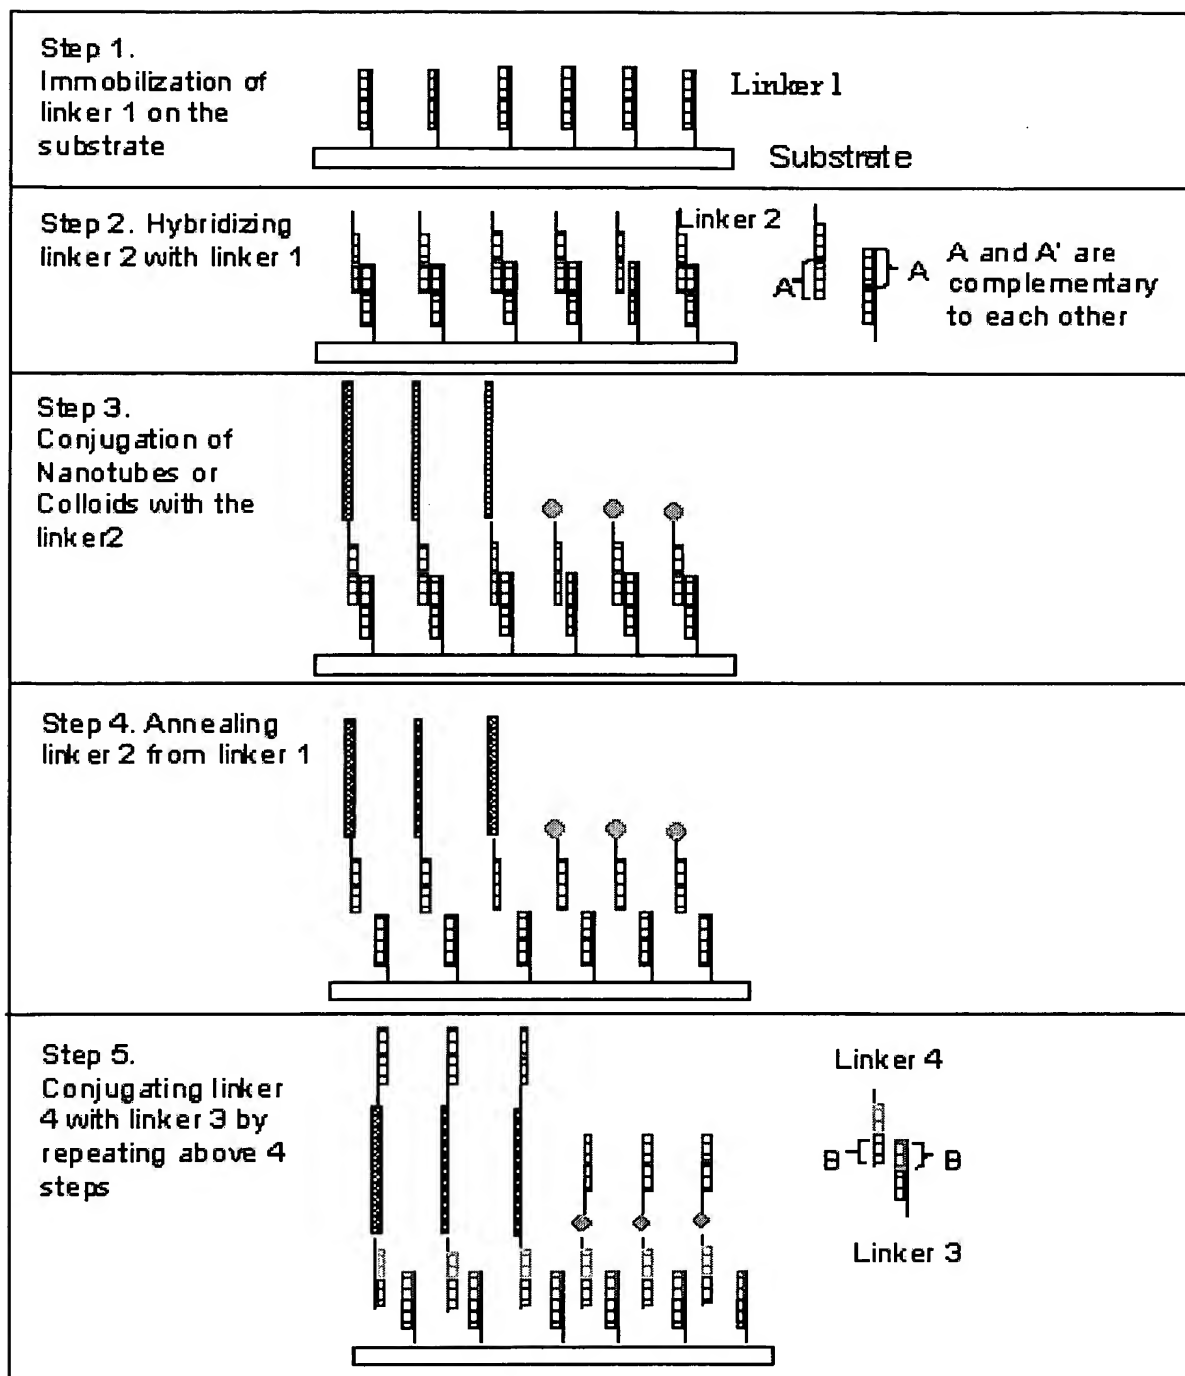 Step 1.
Immobilization of
linker 1 on the
substrate
Linker 1
Substrate
Step 2. Hybridizing
linker 2 with linker 1
Linker 2
A
A
A and A' are
complementary
to each other
Step 3.
Conjugation of
Nanotubes or
Colloids with the
linker2
Step 4. Annealing
linker 2 from linker 1
Step 5.
Conjugating linker
4 with linker 3 by
repeating above 4
steps
Linker 4
B
B
Linker 3